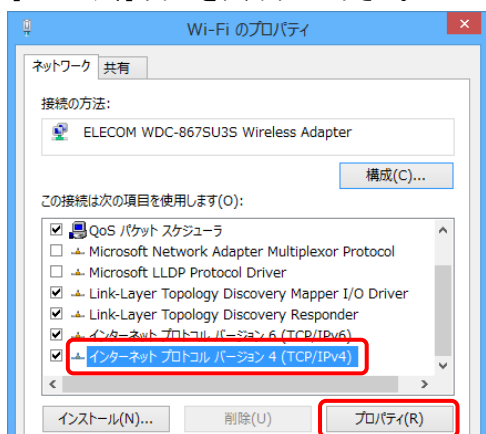 Wi-Fi のプロパティ
ネットワーク 共有
接続の方法:
ELECOM WDC-867SU3S Wireless Adapter
構成(C)...
この接続は次の項目を使用します(O):
QoS パケット スケジューラ
Microsoft Network Adapter Multiplexor Protocol
Microsoft LLDP Protocol Driver
Link-Layer Topology Discovery Mapper I/O Driver
Link-Layer Topology Discovery Responder
インターネット プロトコル バージョン 6 (TCP/IPv6)
インターネット プロトコル バージョン 4 (TCP/IPv4)
インストール(N)... 削除(U) プロパティ(R)